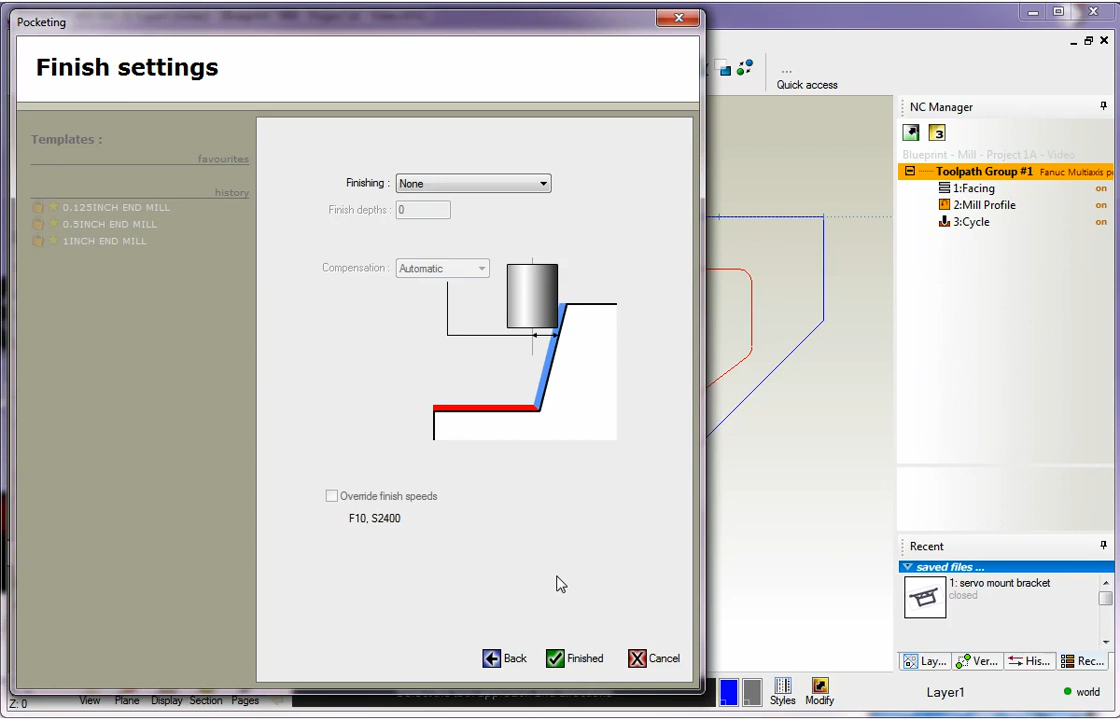 Pocketing
Finish settings
Templates :
favourites
history
0.125INCH END MILL
0.5INCH END MILL
1INCH END MILL
Finishing : None
Finish depths : 0
Compensation : Automatic
Override finish speeds
F10, S2400
Back Finished Cancel
...
Quick access
NC Manager
3
Blueprint - Mill - Project 1A - Video
Toolpath Group #1 Fanuc Multiaxis po
1:Facing on
2:Mill Profile on
3:Cycle on
Recent
saved files ...
1: servo mount bracket
closed
Lay... Ver... His... Rec...
Z: 0 View Plane Display Section Pages Styles Modify Layer1 world